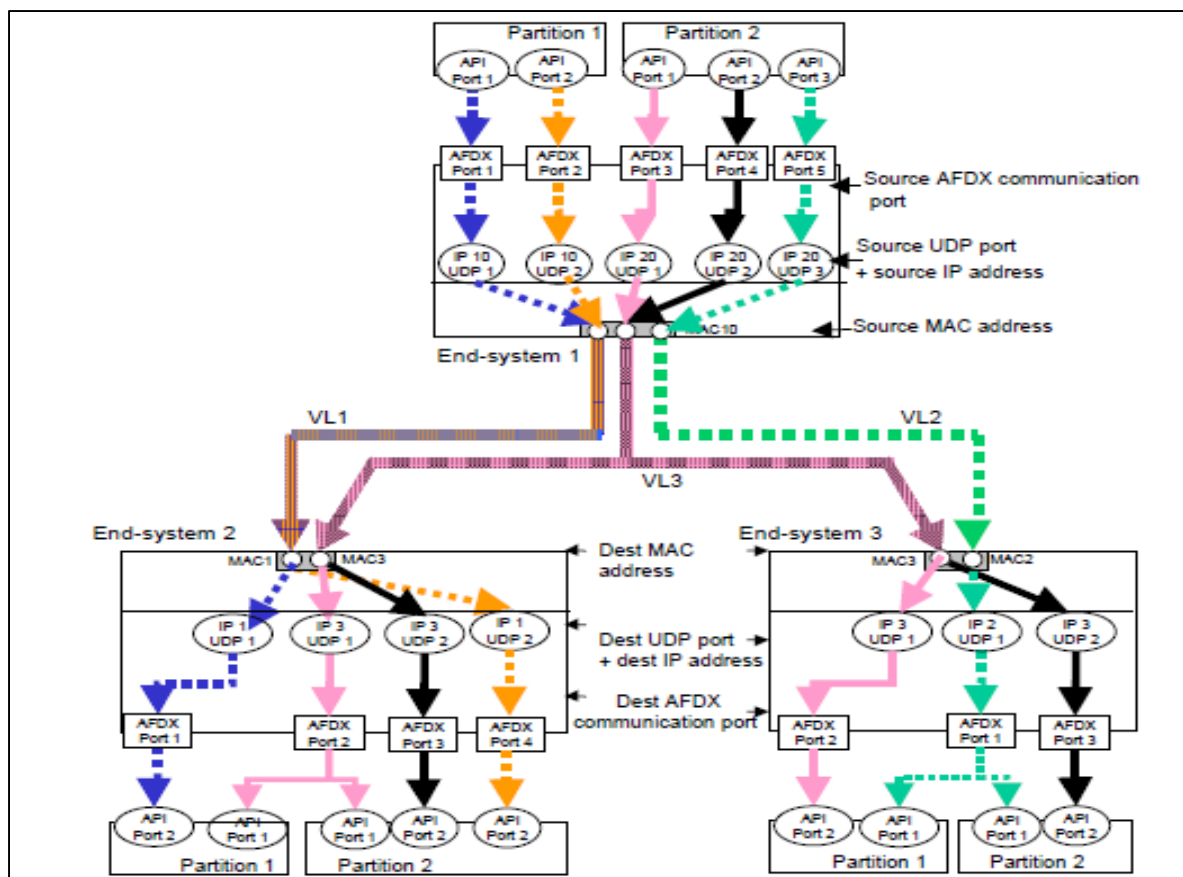 Partition 1
Partition 2
API Port 1
API Port 2
API Port 1
API Port 2
API Port 3
AFDX Port 1
AFDX Port 2
AFDX Port 3
AFDX Port 4
AFDX Port 5
Source AFDX communication
port
IP 10 UDP 1
IP 10 UDP 2
IP 20 UDP 1
IP 20 UDP 2
IP 20 UDP 3
Source UDP port
+ source IP address
MAC10
Source MAC address
End-system 1
VL1
VL2
VL3
End-system 2
End-system 3
MAC1
MAC3
Dest MAC
address
MAC3
MAC2
IP 1 UDP 1
IP 3 UDP 1
IP 3 UDP 2
IP 1 UDP 2
Dest UDP port
+ dest IP address
IP 3 UDP 1
IP 2 UDP 1
IP 3 UDP 2
Dest AFDX
communication port
AFDX Port 1
AFDX Port 2
AFDX Port 3
AFDX Port 4
AFDX Port 2
AFDX Port 1
AFDX Port 3
API Port 2
API Port 1
API Port 1
API Port 2
API Port 2
API Port 2
API Port 1
API Port 1
API Port 2
Partition 1
Partition 2
Partition 1
Partition 2